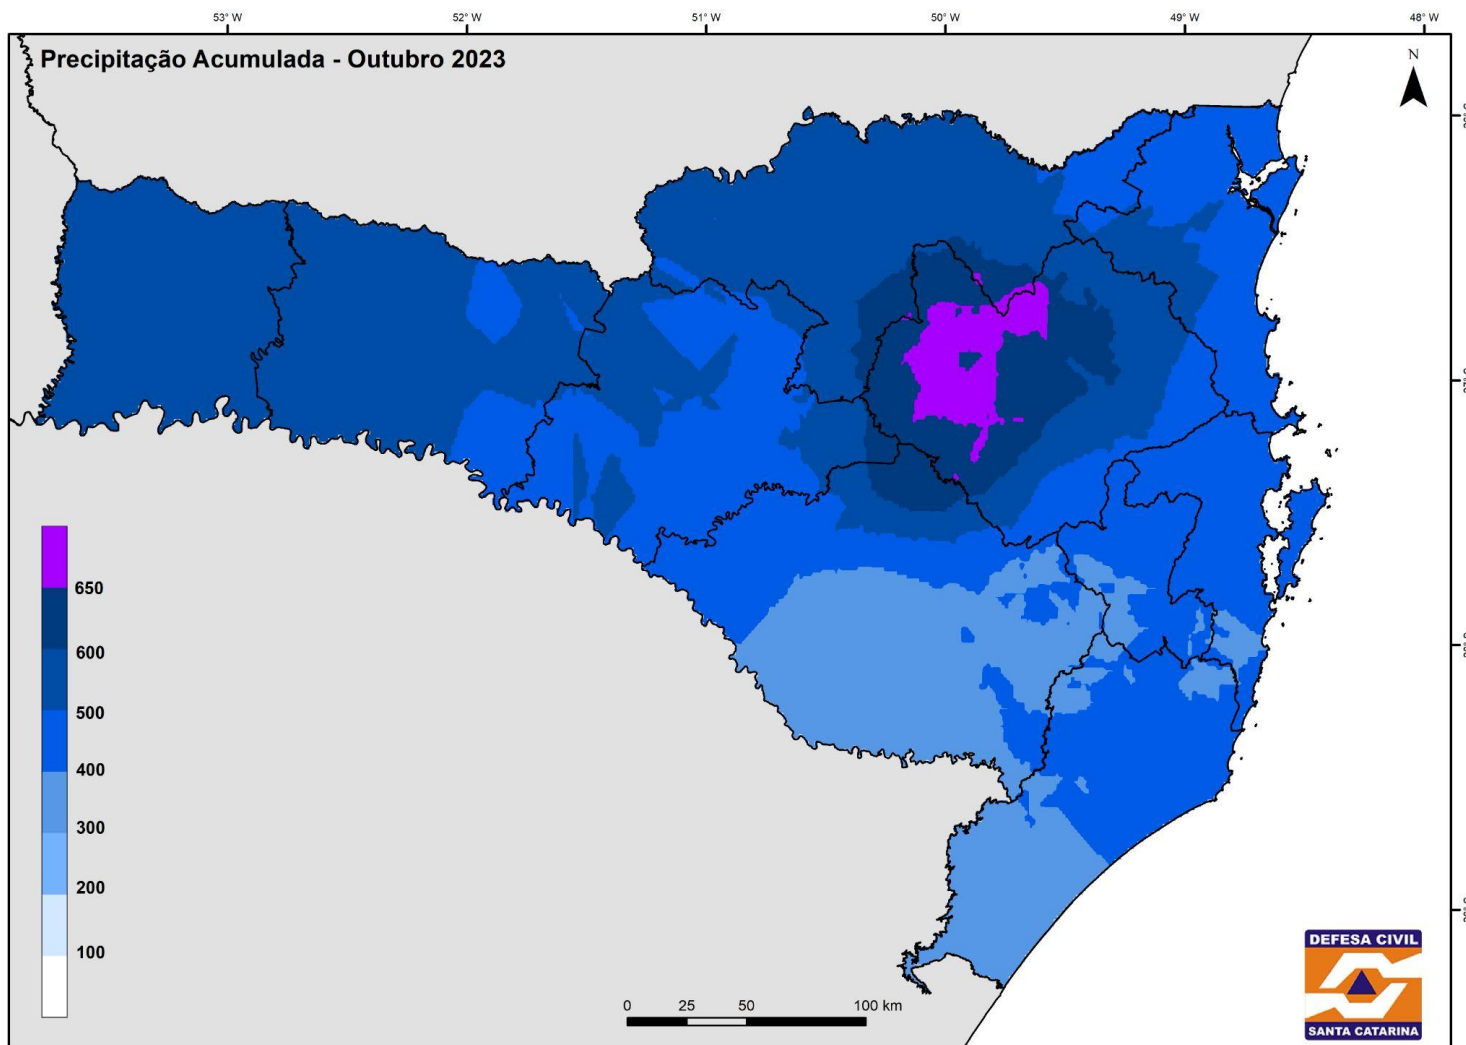 53° W 52° W 51° W 50° W 49° W 48° W
Precipitação Acumulada - Outubro 2023
N
650
600
500
400
300
200
100
0 25 50 100 km
DEFESA CIVIL
SANTA CATARINA